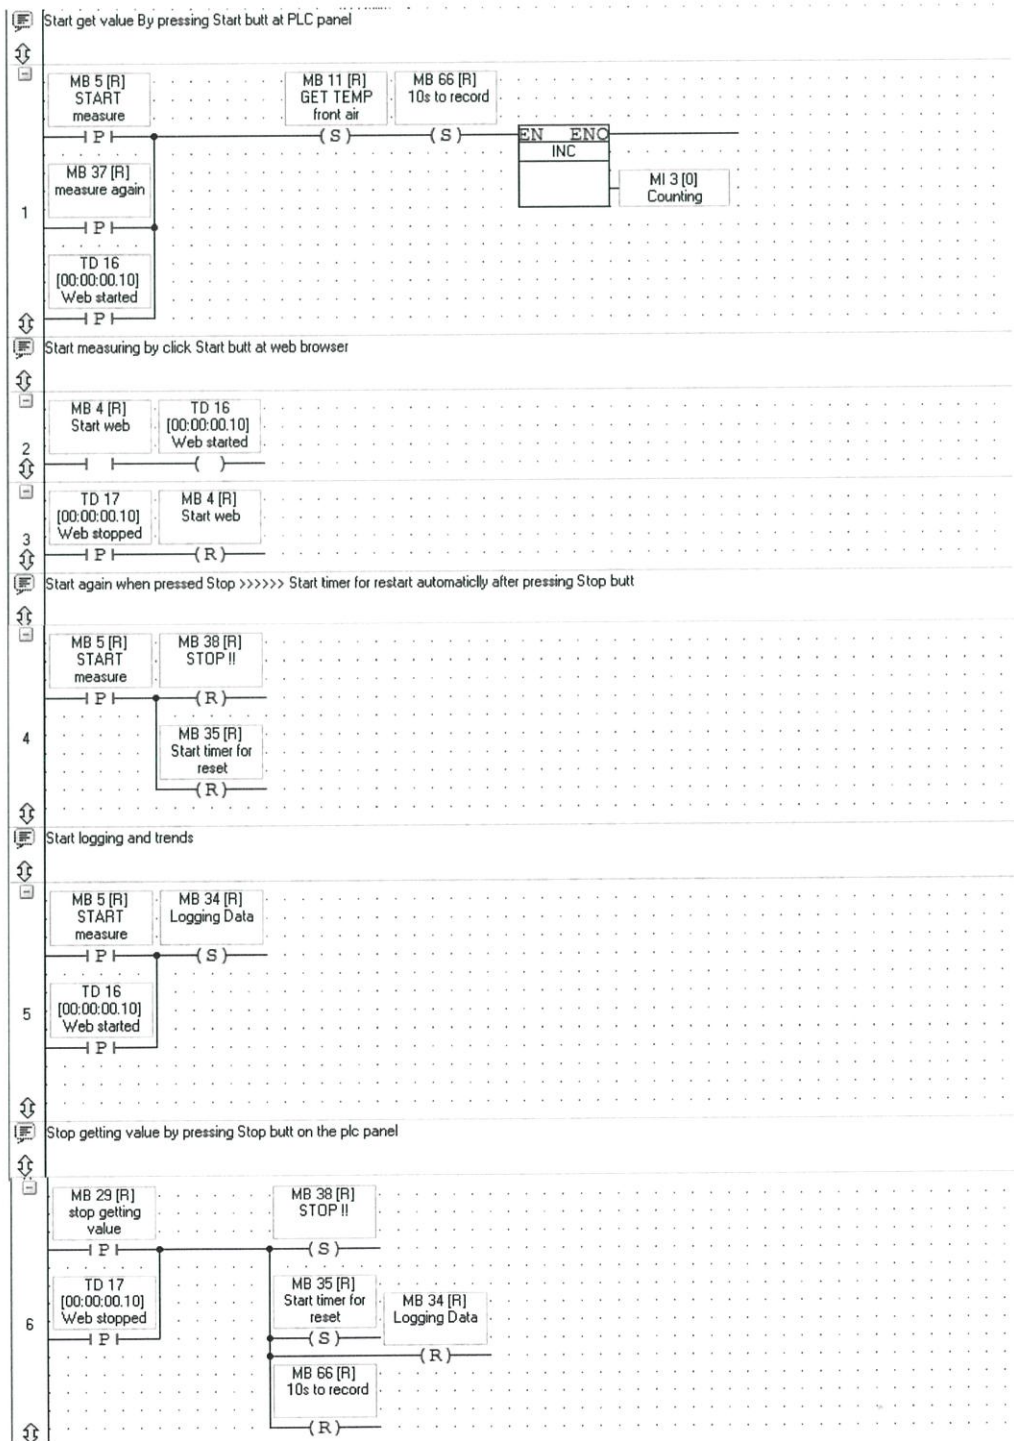 Start get value By pressing Start butt at PLC panel
MB 5 [R]
START
measure
P
MB 11 [R]
GET TEMP
front air
S
MB 66 [R]
10s to record
S
EN ENO
INC
MI 3 [0]
Counting
MB 37 [R]
measure again
P
1
TD 16
[00:00:00.10]
Web started
P
Start measuring by click Start butt at web browser
MB 4 [R]
Start web
TD 16
[00:00:00.10]
Web started
2
TD 17
[00:00:00.10]
Web stopped
P
MB 4 [R]
Start web
R
3
Start again when pressed Stop >>>>>> Start timer for restart automaticlly after pressing Stop butt
MB 5 [R]
START
measure
P
MB 38 [R]
STOP !!
R
4
MB 35 [R]
Start timer for
reset
R
Start logging and trends
MB 5 [R]
START
measure
P
MB 34 [R]
Logging Data
S
5
TD 16
[00:00:00.10]
Web started
P
Stop getting value by pressing Stop butt on the plc panel
MB 29 [R]
stop getting
value
P
MB 38 [R]
STOP !!
S
6
TD 17
[00:00:00.10]
Web stopped
P
MB 35 [R]
Start timer for
reset
S
MB 34 [R]
Logging Data
R
MB 66 [R]
10s to record
R